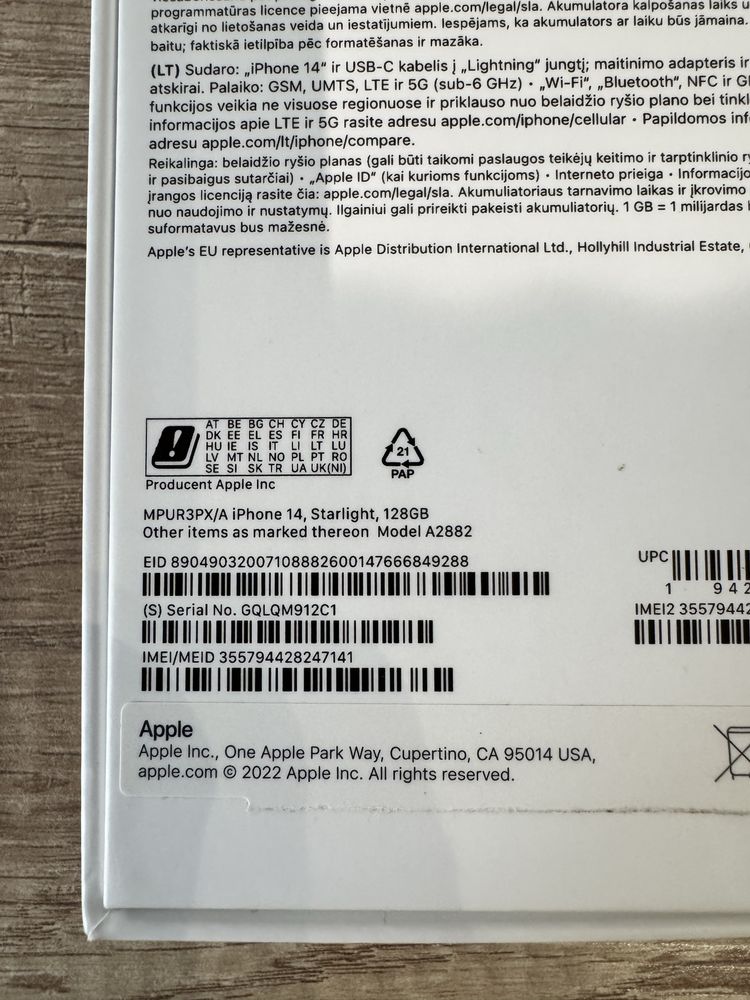 programmatūras licence pieejama vietnē apple.com/legal/sla. Akumulatora kalpošanas laiks u
atkarīgi no lietošanas veida un iestatījumiem. Iespējams, ka akumulators ar laiku būs jāmaina.
baitu; faktiskā ietilpība pēc formatēšanas ir mazāka.
(LT) Sudaro: „iPhone 14“ ir USB-C kabelis į „Lightning“ jungtį; maitinimo adapteris ir
atskirai. Palaiko: GSM, UMTS, LTE ir 5G (sub-6 GHz) • „Wi-Fi“, „Bluetooth“, NFC ir G
funkcijos veikia ne visuose regionuose ir priklauso nuo belaidžio ryšio plano bei tinkl
informacijos apie LTE ir 5G rasite adresu apple.com/iphone/cellular • Papildomos inf
adresu apple.com/lt/iphone/compare.
Reikalinga: belaidžio ryšio planas (gali būti taikomi paslaugos teikėjų keitimo ir tarptinklinio ry
ir pasibaigus sutarčiai) • „Apple ID“ (kai kurioms funkcijoms) • Interneto prieiga • Informacijo
įrangos licenciją rasite čia: apple.com/legal/sla. Akumuliatoriaus tarnavimo laikas ir įkrovimo
nuo naudojimo ir nustatymų. Ilgainiui gali prireikti pakeisti akumuliatorių. 1 GB = 1 milijardas
suformatavus bus mažesnė.
Apple's EU representative is Apple Distribution International Ltd., Hollyhill Industrial Estate,
AT BE BG CH CY CZ DE
DK EE EL ES FI FR HR
HU IE IS IT LI LT LU
LV MT NL NO PL PT RO
SE SI SK TR UA UK(NI)
21
PAP
Producent Apple Inc
MPUR3PX/A iPhone 14, Starlight, 128GB
Other items as marked thereon Model A2882
EID 89049032007108882600147666849288
UPC
1 942
(S) Serial No. GQLQM912C1
IMEI2 35579442
IMEI/MEID 355794428247141
Apple
Apple Inc., One Apple Park Way, Cupertino, CA 95014 USA,
apple.com © 2022 Apple Inc. All rights reserved.